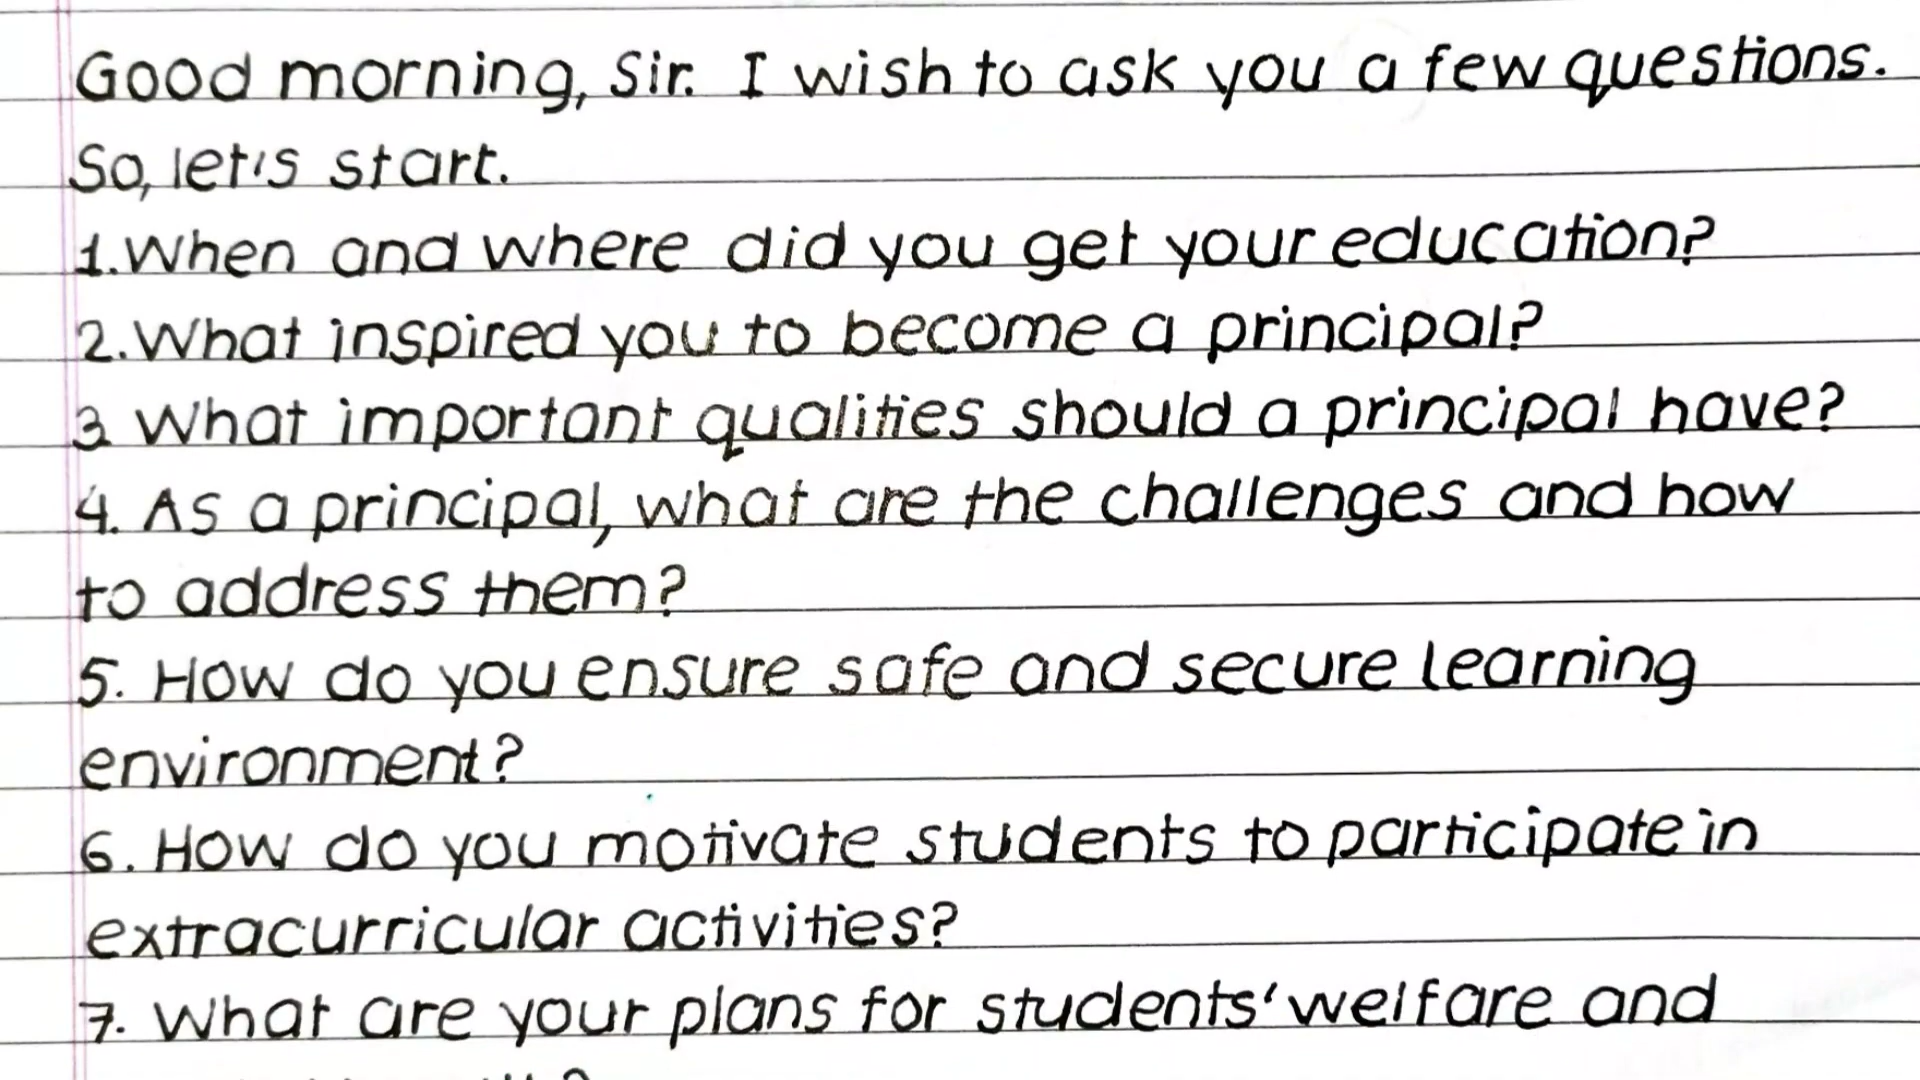 Good morning, Sir. I wish to ask you a few questions.
So, let's start.
1. When and where did you get your education?
2. What inspired you to become a principal?
3 What important qualities should a principal have?
4. As a principal, what are the challenges and how
to address them?
5. How do you ensure safe and secure learning
environment?
6. How do you motivate students to participate in
extracurricular activities?
7. What are your plans for students' welfare and